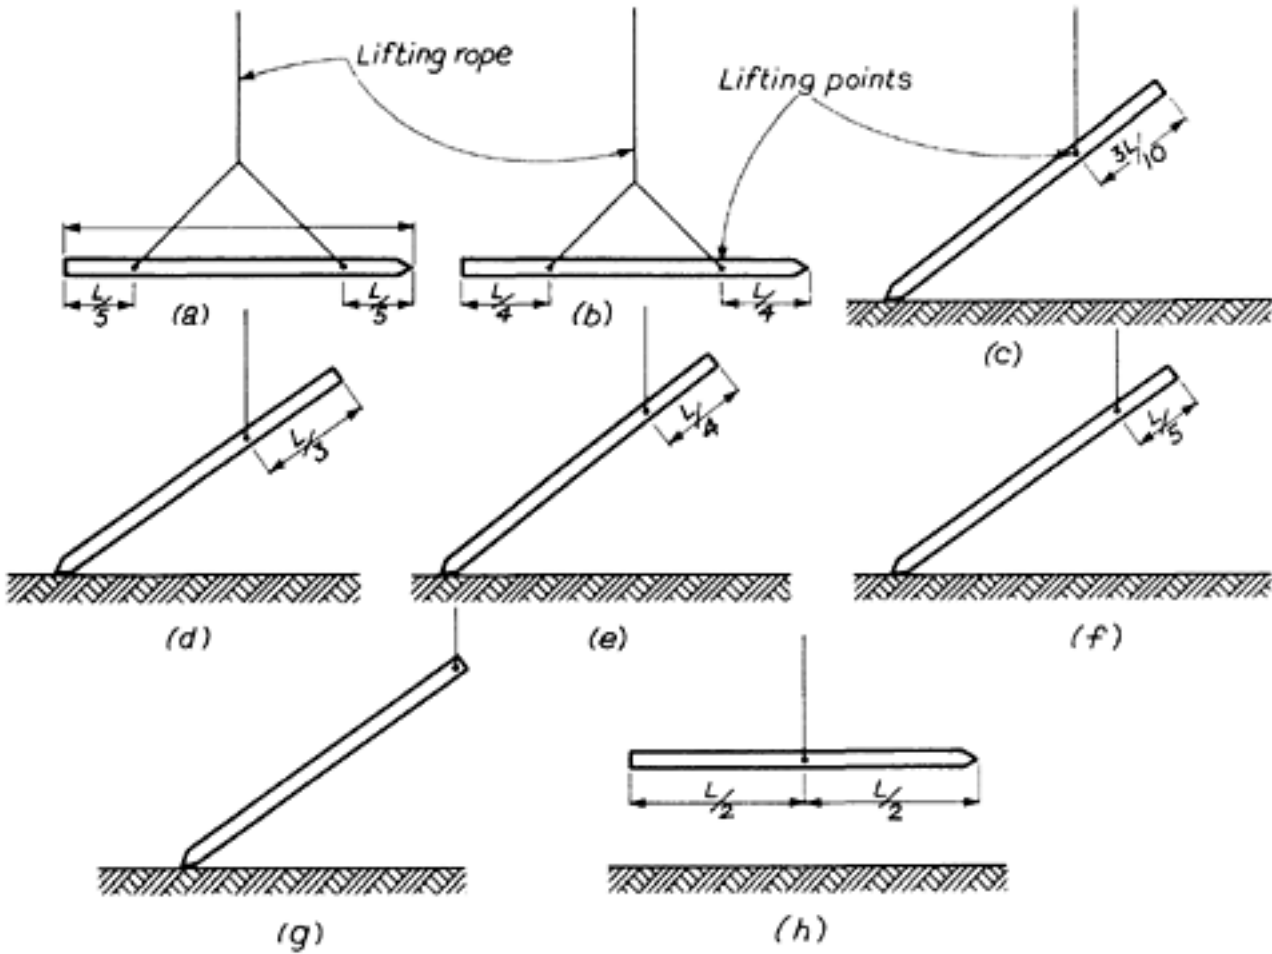 Lifting rope
Lifting points
3L/10
L/5
(a)
L/5
L/4
(b)
L/4
(c)
L/3
L/4
L/5
(d)
(e)
(f)
L/2
L/2
(g)
(h)